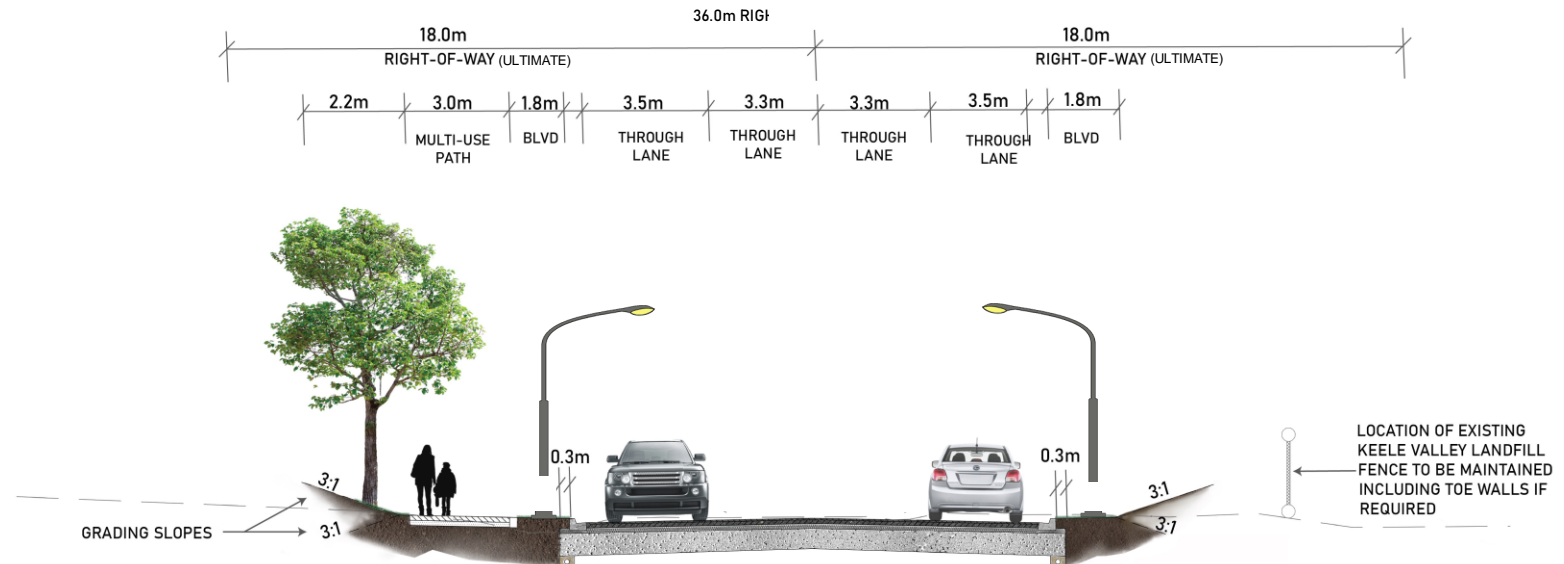 36.0m RIGH
18.0m
18.0m
RIGHT-OF-WAY (ULTIMATE)
RIGHT-OF-WAY (ULTIMATE)
2.2m
3.0m
1.8m
3.5m
3.3m
3.3m
3.5m
1.8m
MULTI-USE
PATH
BLVD
THROUGH
LANE
THROUGH
LANE
THROUGH
LANE
THROUGH
LANE
BLVD
0.3m
0.3m
3:1
3:1
GRADING SLOPES
3:1
3:1
LOCATION OF EXISTING
KEELE VALLEY LANDFILL
FENCE TO BE MAINTAINED
INCLUDING TOE WALLS IF
REQUIRED